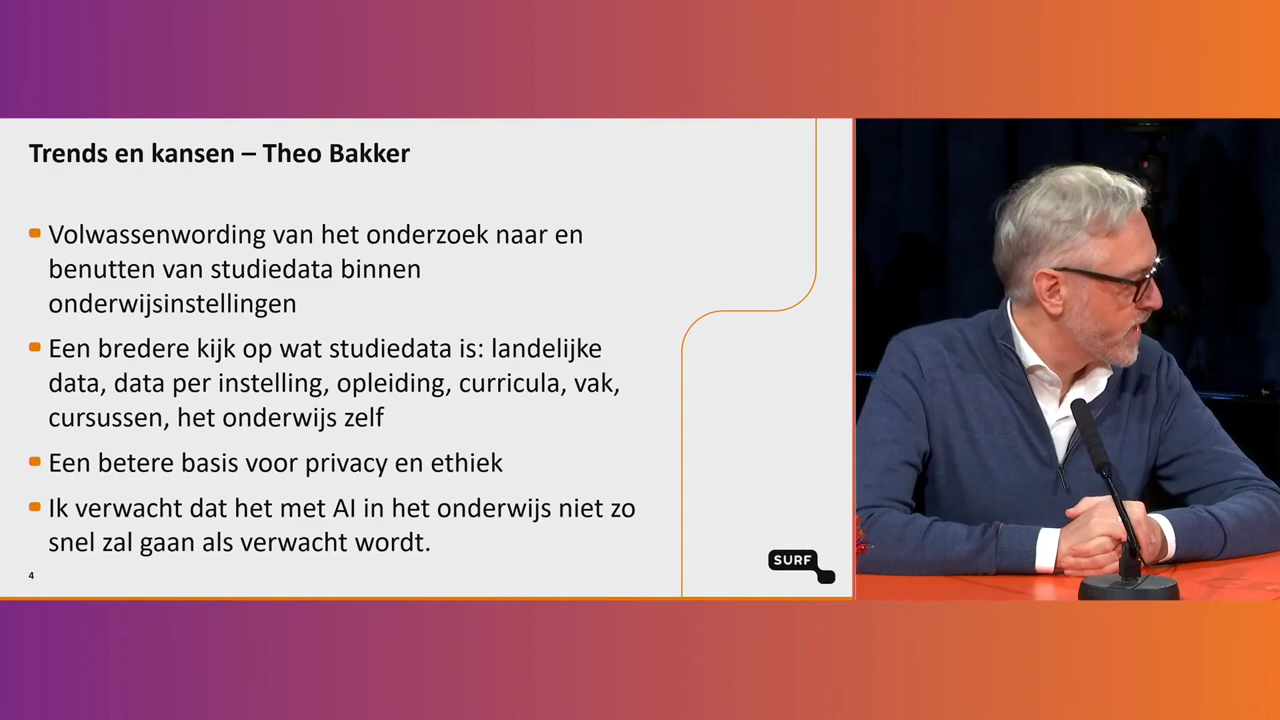 Trends en kansen – Theo Bakker
Volwassenwording van het onderzoek naar en
benutten van studiedata binnen
onderwijsinstellingen
Een bredere kijk op wat studiedata is: landelijke
data, data per instelling, opleiding, curricula, vak,
cursussen, het onderwijs zelf
Een betere basis voor privacy en ethiek
Ik verwacht dat het met AI in het onderwijs niet zo
snel zal gaan als verwacht wordt.
4
SURF